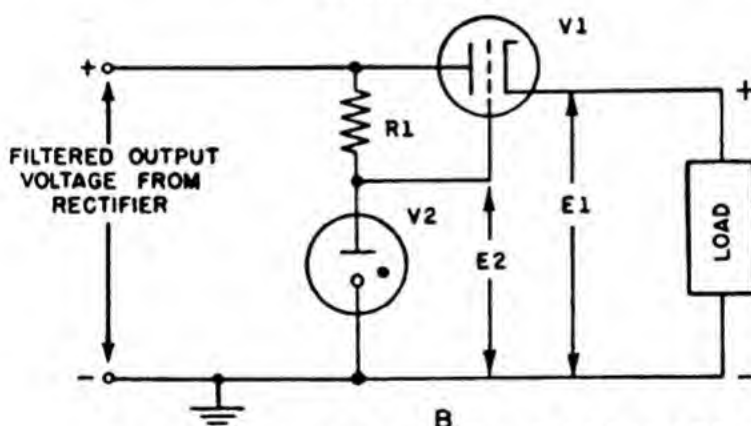 V1
+
+
R1
FILTERED OUTPUT
VOLTAGE FROM
RECTIFIER
V2
E2
E1
LOAD
-
-
B